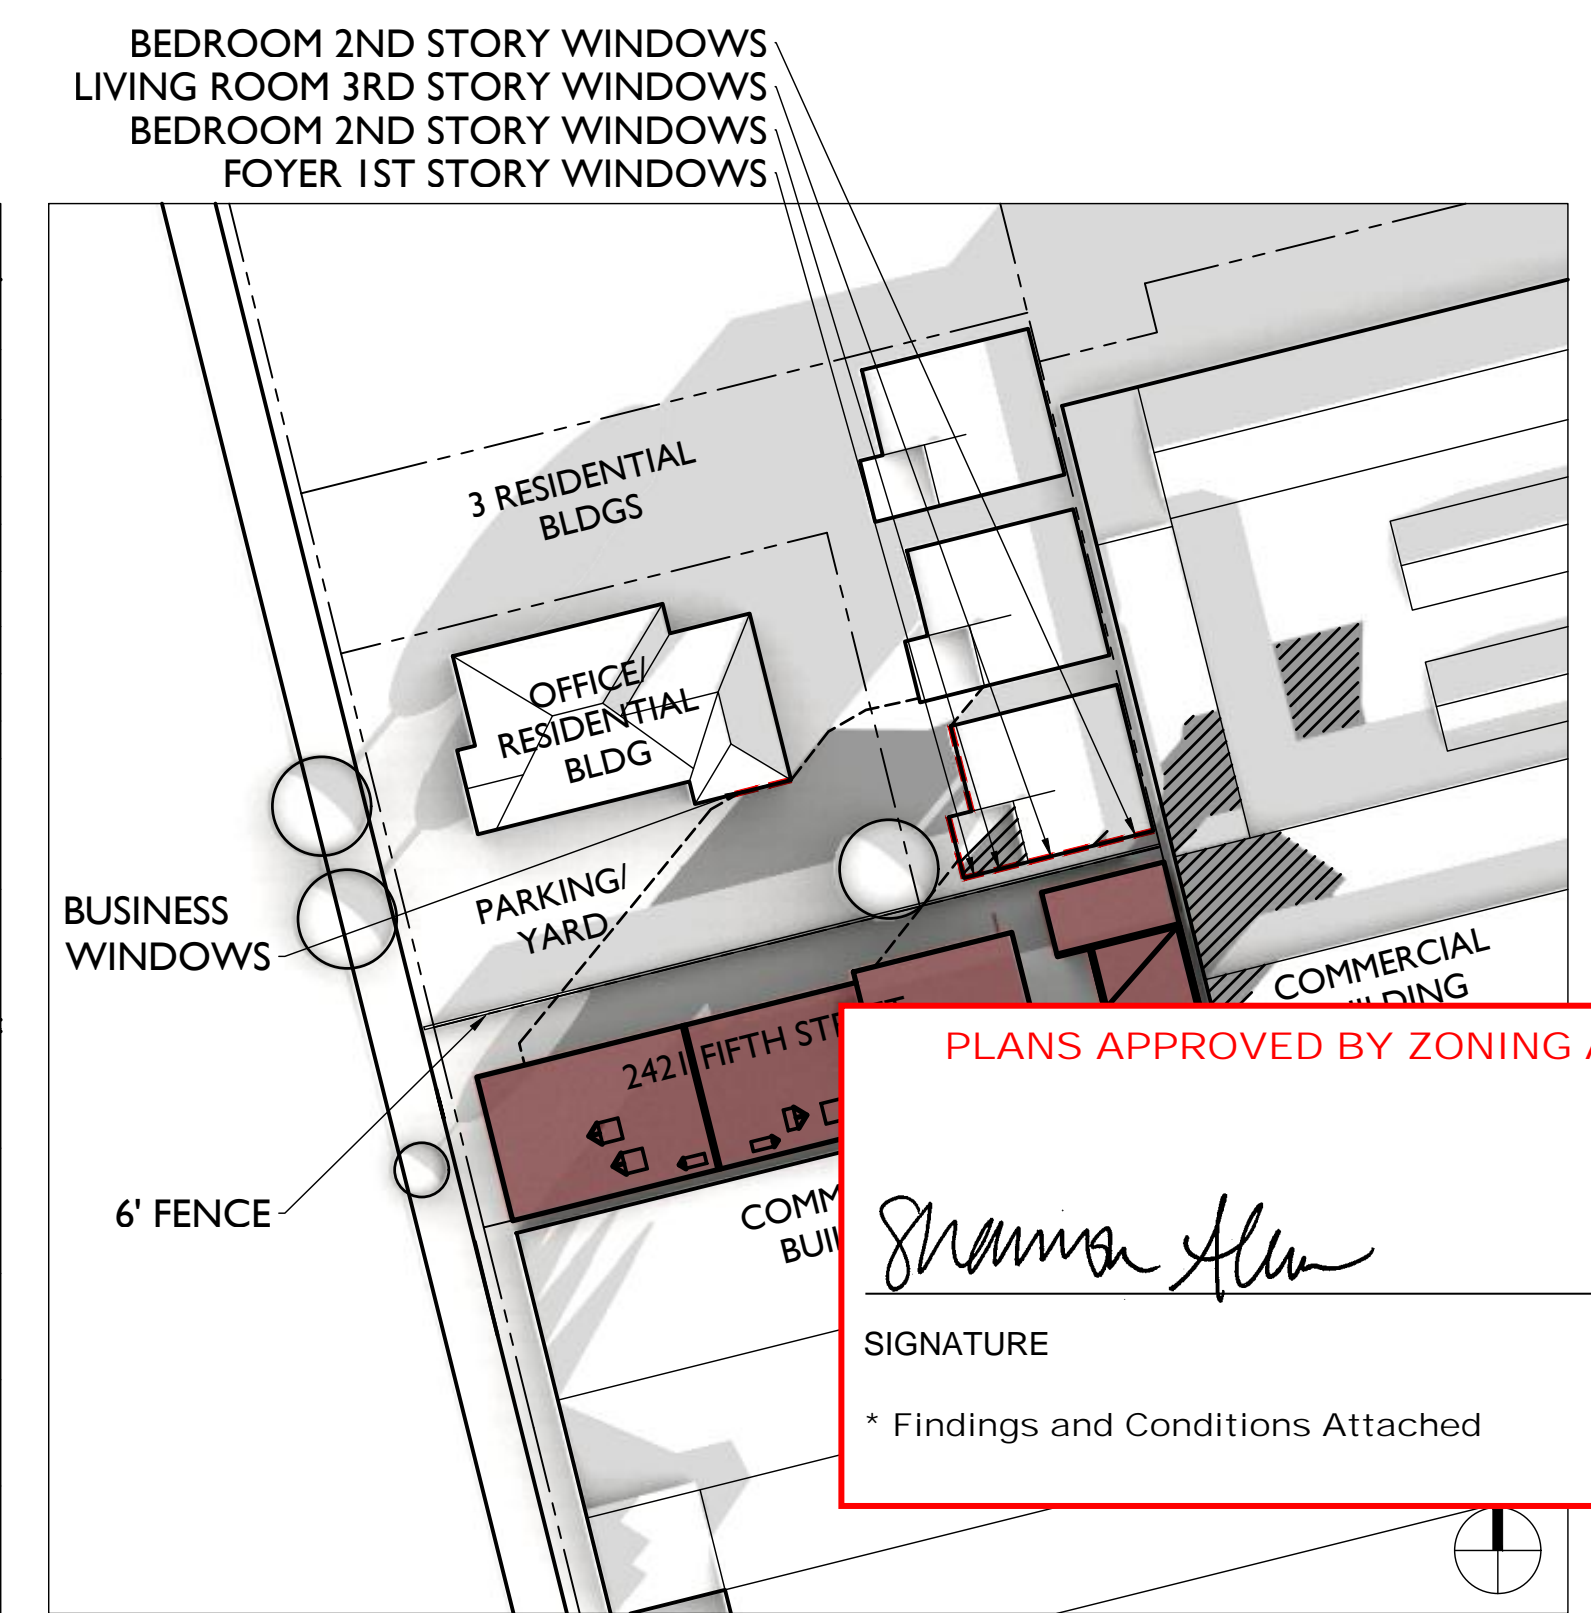 BEDROOM 2ND STORY WINDOWS
LIVING ROOM 3RD STORY WINDOWS
BEDROOM 2ND STORY WINDOWS
FOYER 1ST STORY WINDOWS
3 RESIDENTIAL
BLDGS
OFFICE/
RESIDENTIAL
BLDG
BUSINESS
WINDOWS
PARKING/
YARD
COMMERCIAL
2421 FIFTH
6' FENCE
PLANS APPROVED BY ZONING
SIGNATURE
* Findings and Conditions Attached